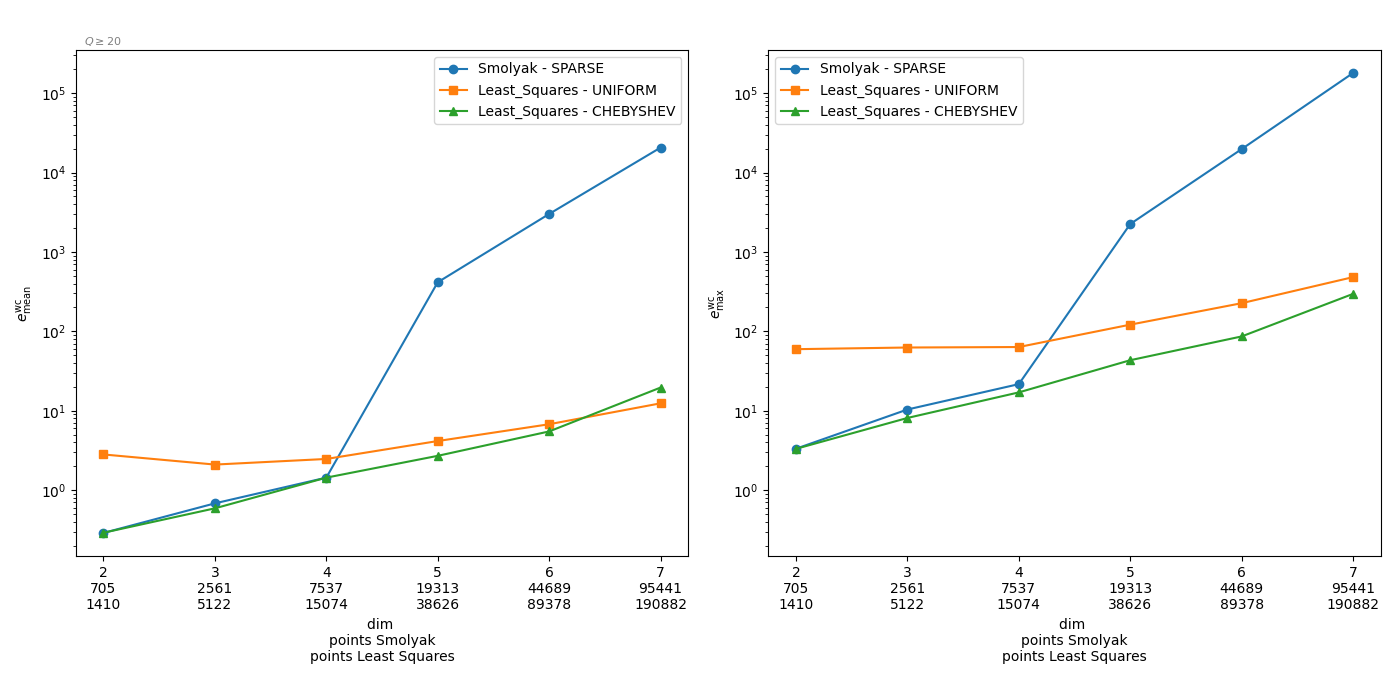 Q ≥ 20
Smolyak - SPARSE
Least_Squares - UNIFORM
Least_Squares - CHEBYSHEV
10^5
10^4
10^3
10^2
10^1
10^0
e^wc_mean
2 3 4 5 6 7
705 2561 7537 19313 44689 95441
1410 5122 15074 38626 89378 190882
dim
points Smolyak
points Least Squares
Smolyak - SPARSE
Least_Squares - UNIFORM
Least_Squares - CHEBYSHEV
10^5
10^4
10^3
10^2
10^1
10^0
e^wc_max
2 3 4 5 6 7
705 2561 7537 19313 44689 95441
1410 5122 15074 38626 89378 190882
dim
points Smolyak
points Least Squares